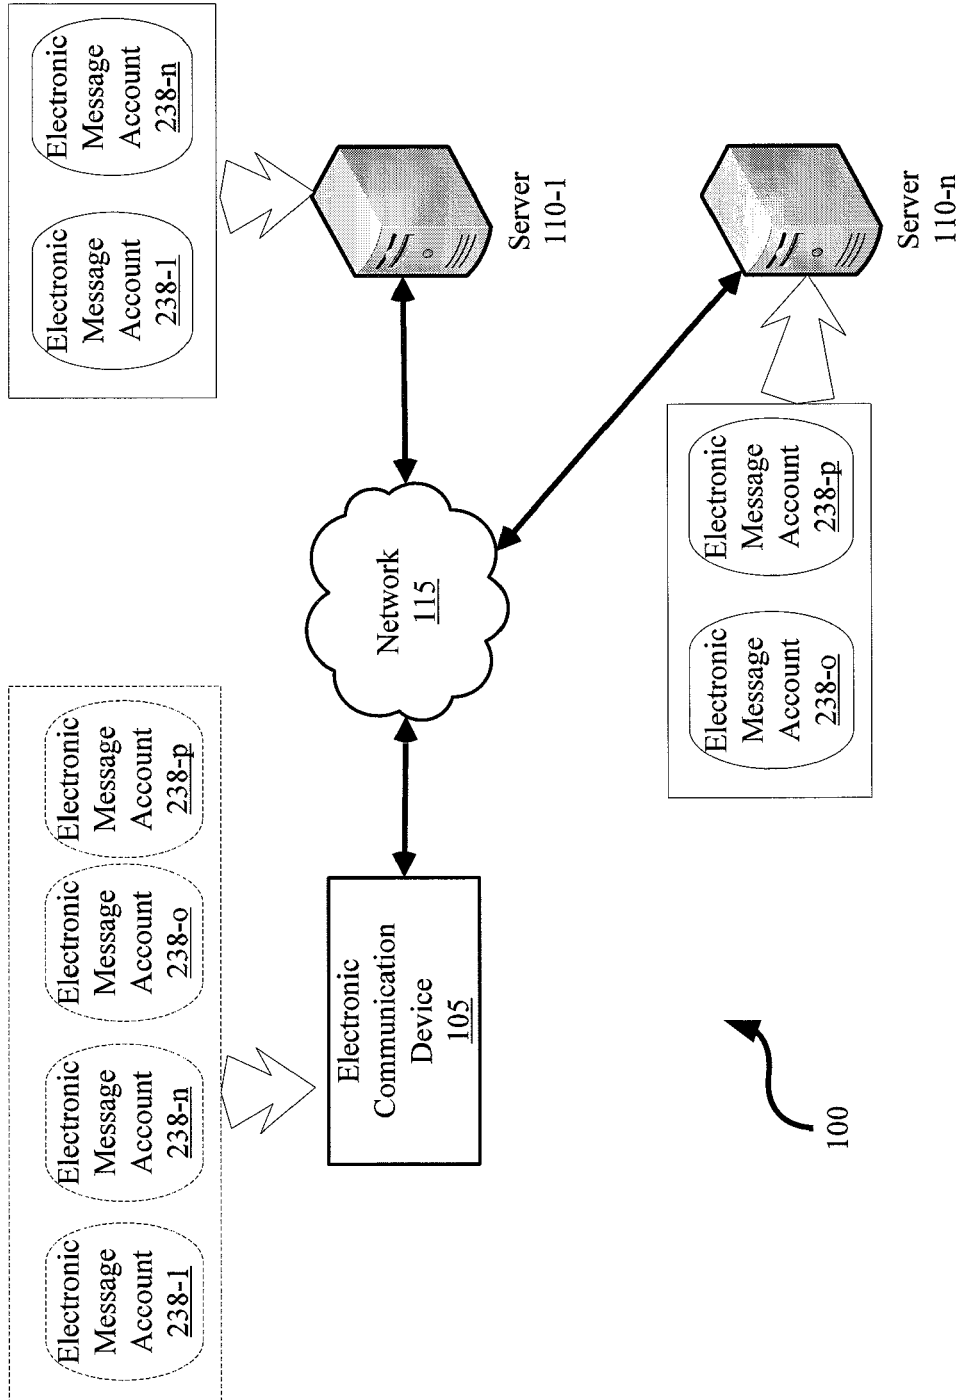 Electronic
Message
Account
238-1
Electronic
Message
Account
238-n
Electronic
Message
Account
238-o
Electronic
Message
Account
238-p
Electronic
Message
Account
238-1
Electronic
Message
Account
238-n
Electronic
Communication
Device
105
Network
115
Server
110-1
Electronic
Message
Account
238-o
Electronic
Message
Account
238-p
Server
110-n
100